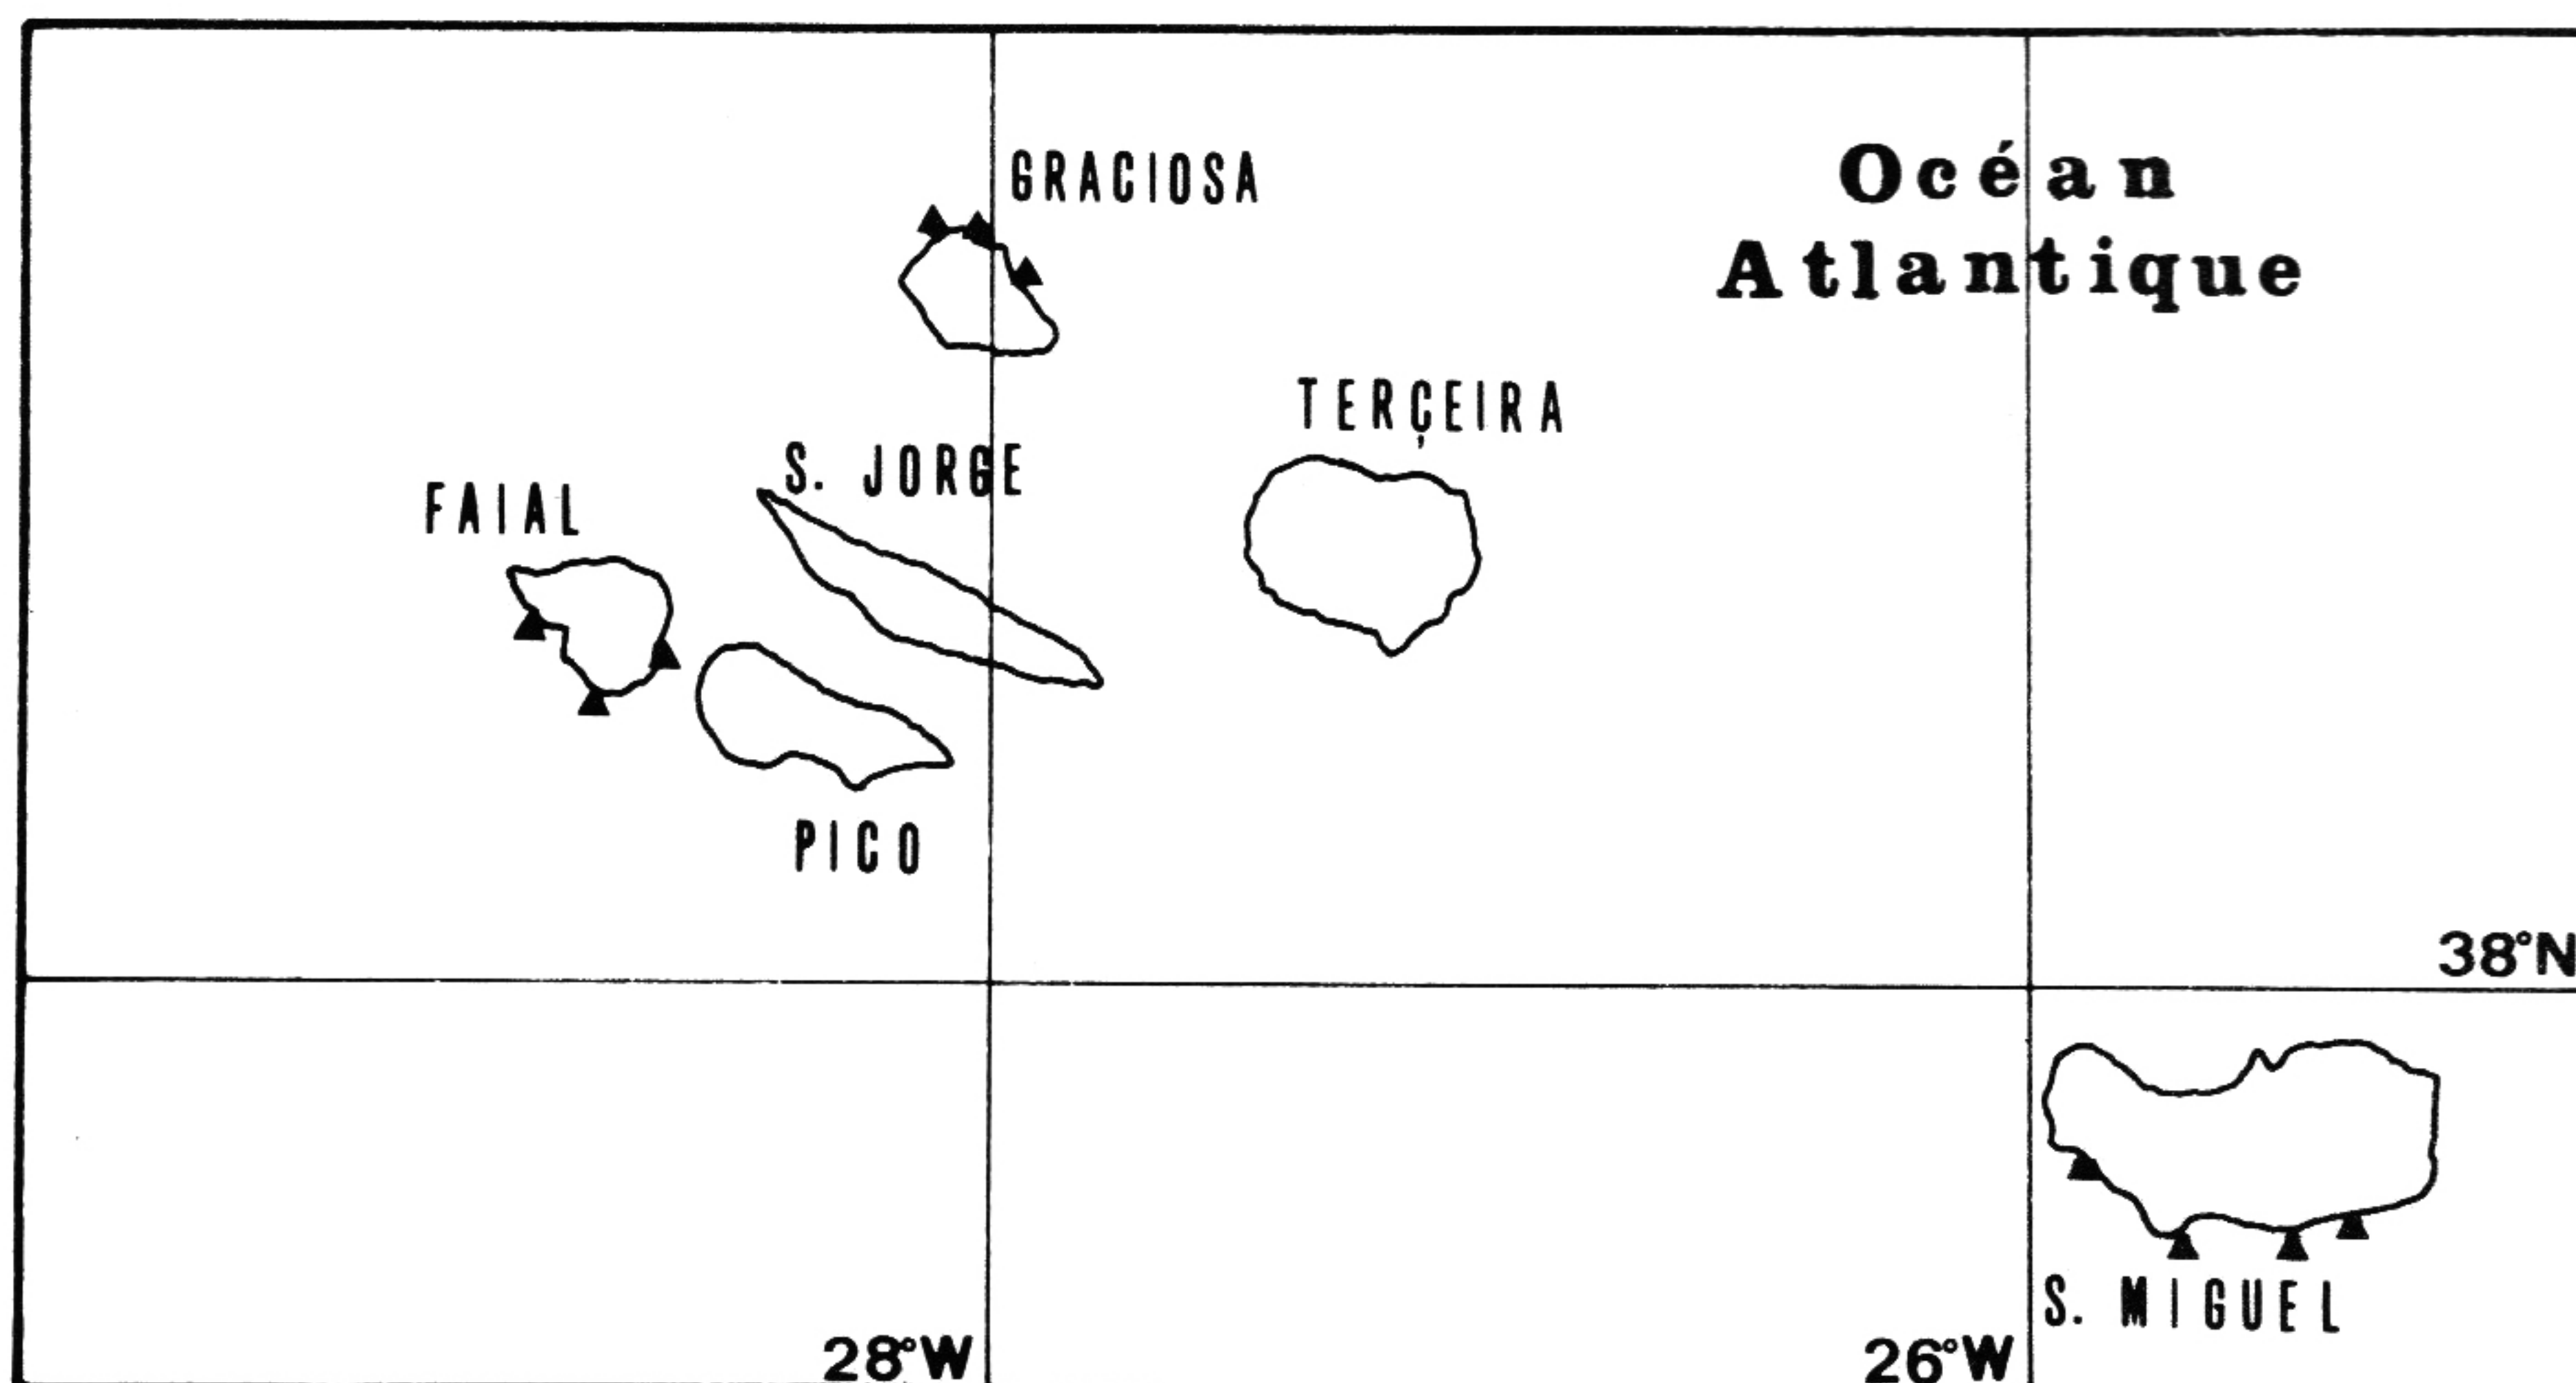 GRACIOSA
Océan
Atlantique
TERÇEIRA
S. JORGE
FAIAL
PICO
38°N
S. MIGUEL
28°W
26°W